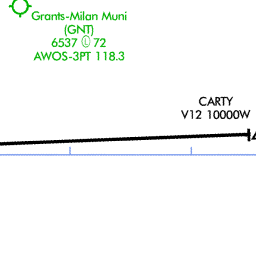 Grants-Milan Muni
(GNT)
6537 Ⓛ 72
AWOS-3PT 118.3
CARTY
V12 10000W